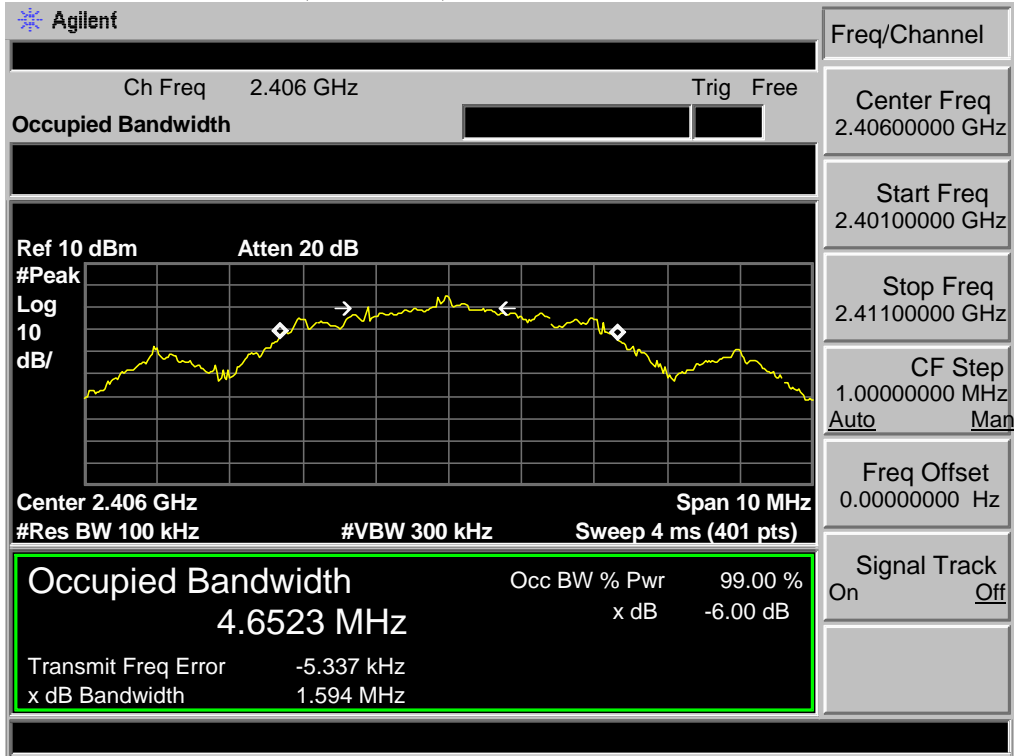 Agilent
Freq/Channel
Ch Freq 2.406 GHz Trig Free
Occupied Bandwidth
Center Freq
2.40600000 GHz
Start Freq
2.40100000 GHz
Stop Freq
2.41100000 GHz
CF Step
1.00000000 MHz
Auto Man
Freq Offset
0.00000000 Hz
Signal Track
On Off
Ref 10 dBm Atten 20 dB
#Peak
Log
10
dB/
Center 2.406 GHz Span 10 MHz
#Res BW 100 kHz #VBW 300 kHz Sweep 4 ms (401 pts)
Occupied Bandwidth Occ BW % Pwr 99.00 %
4.6523 MHz x dB -6.00 dB
Transmit Freq Error -5.337 kHz
x dB Bandwidth 1.594 MHz